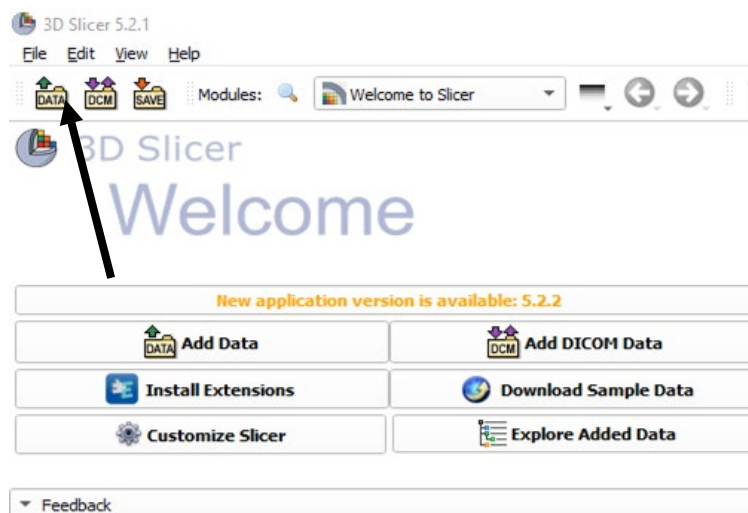 3D Slicer 5.2.1
File Edit View Help
DATA DCM SAVE Modules: Welcome to Slicer
3D Slicer
Welcome
New application version is available: 5.2.2
DATA Add Data DCM Add DICOM Data
Install Extensions Download Sample Data
Customize Slicer Explore Added Data
Feedback